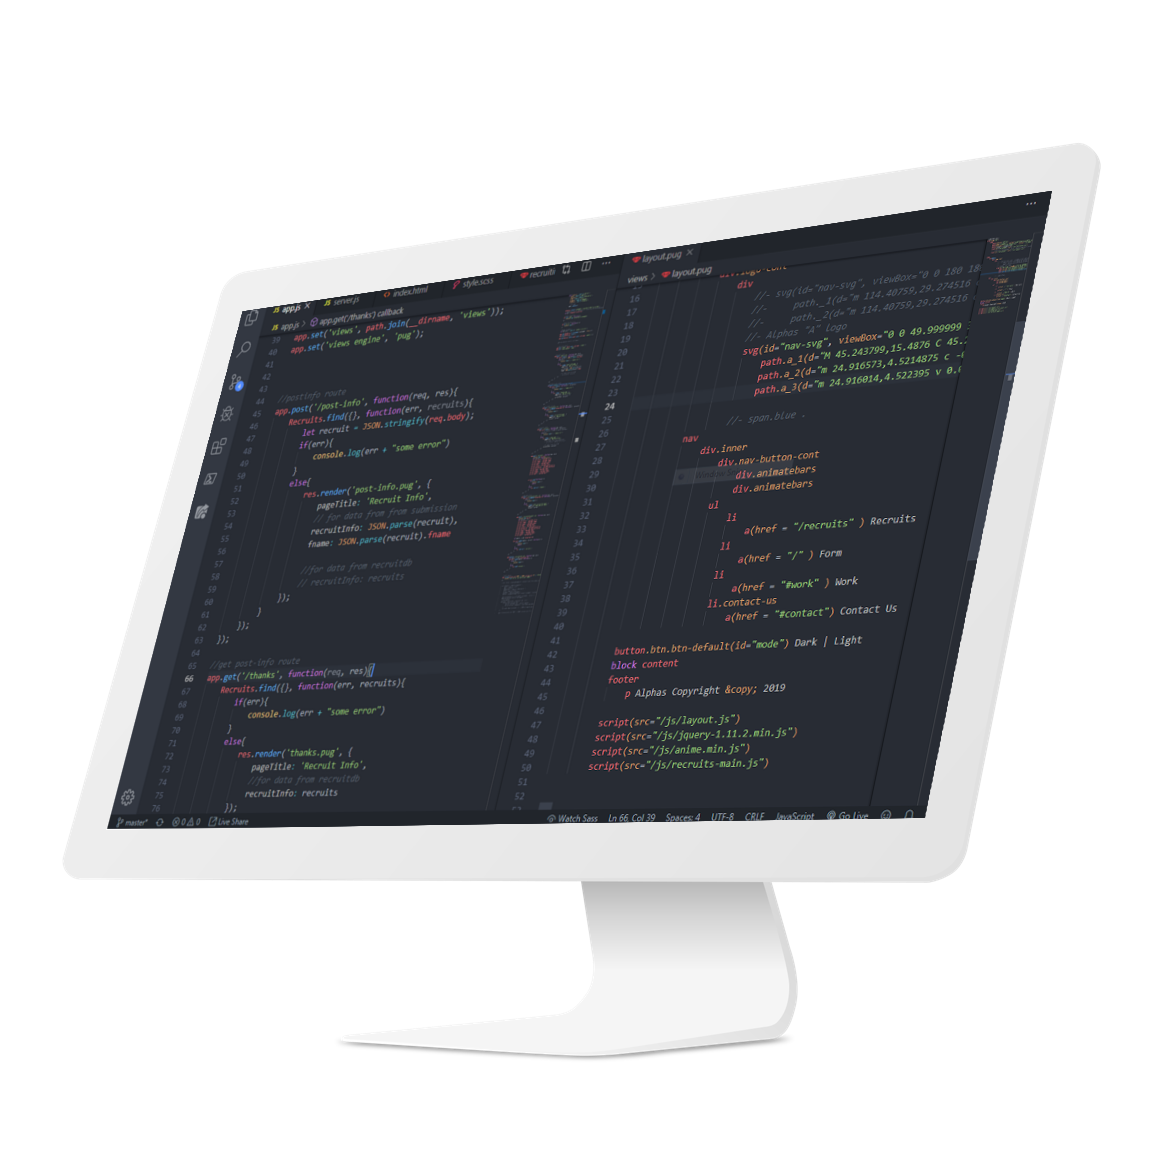 app.js × server.js index.html style.scss recruits
app.js > app.get('/thanks') callback
39 app.set('views', path.join(__dirname, 'views'));
40 app.set('views engine', 'pug');
41
42
43 //postinfo route
44 app.post('/post-info', function(req, res){
45 Recruits.find({}, function(err, recruits){
46 let recruit = JSON.stringify(req.body);
47 if(err){
48 console.log(err + "some error")
49 }
50 else{
51 res.render('post-info.pug', {
52 pageTitle: 'Recruit Info',
53 // for data from from submission
54 recruitInfo: JSON.parse(recruit),
55 fname: JSON.parse(recruit).fname
56
57 //for data from recruitdb
58 // recruitInfo: recruits
59 });
60 }
61 });
62 });
63
64 //get post-info route
65
66 app.get('/thanks', function(req, res){
67 Recruits.find({}, function(err, recruits){
68 if(err){
69 console.log(err + "some error")
70 }
71 else{
72 res.render('thanks.pug', {
73 pageTitle: 'Recruit Info',
74 //for data from recruitdb
75 recruitInfo: recruits
76 });
layout.pug ×
views > layout.pug
div
16 //- svg(id="nav-svg", viewBox="0 0 180 18
17 //- path._1(d="m 114.40759,29.274516
18 //- path._2(d="m 114.40759,29.274516
19 //- Alphas "A" logo
20 svg(id="nav-svg", viewBox="0 0 49.999999
21 path.a_1(d="M 45.243799,15.4876 C 45.
22 path.a_2(d="m 24.916573,4.5214875 c
23 path.a_3(d="m 24.916014,4.522395 v 0.0
24
25 //- span.blue .
26 nav
27 div.inner
28 div.nav-button-cont
29 div.animatebars
30 div.animatebars
31 ul
32 li
33 a(href = "/recruits" ) Recruits
34 li
35 a(href = "/" ) Form
36 li
37 a(href = "#work" ) Work
38 li.contact-us
39 a(href = "#contact") Contact Us
40
41 button.btn.btn-default(id="mode") Dark | Light
42 block content
43 footer
44 p Alphas Copyright &copy; 2019
45
46 script(src="/js/layout.js")
47 script(src="/js/jquery-1.11.2.min.js")
48 script(src="/js/anime.min.js")
49 script(src="/js/recruits-main.js")
50
51
52
master* 0 0 Live Share Watch Sass Ln 66, Col 39 Spaces: 4 UTF-8 CRLF JavaScript Go Live